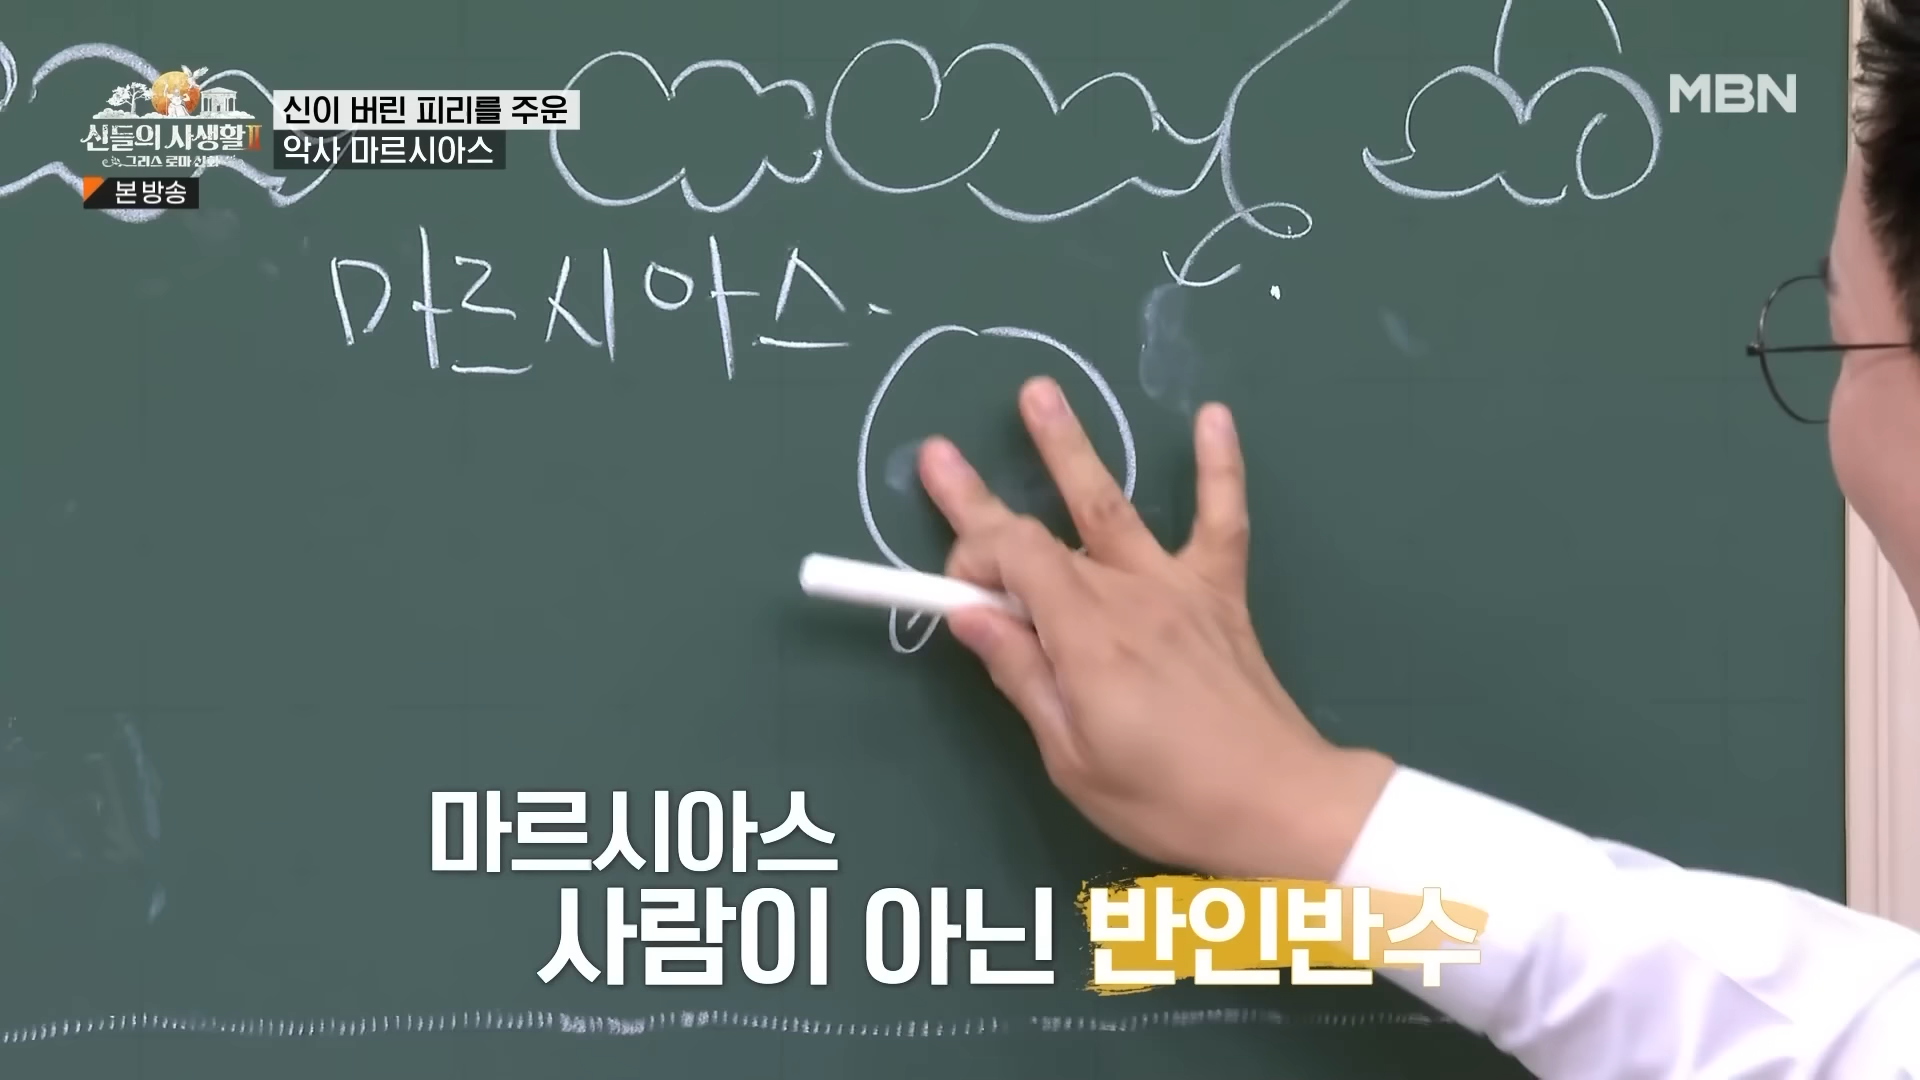 신이 버린 피리를 주운
악사 마르시아스
MBN
신들의 사생활 II
그리스 로마 신화
본 방송
마르시아스
마르시아스
사람이 아닌 반인반수